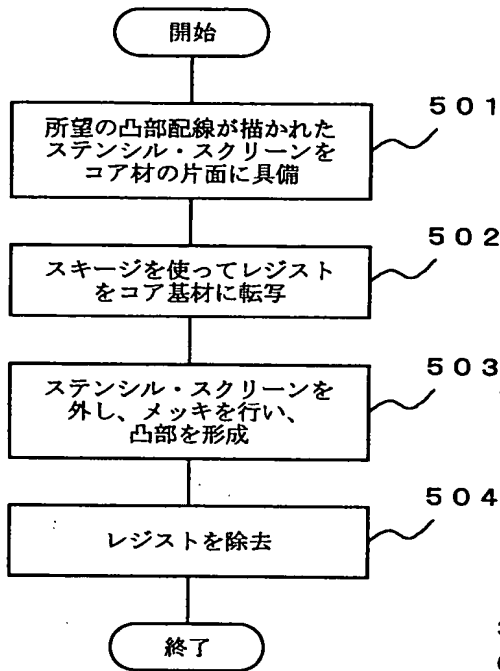 開始
501
所望の凸部配線が描かれた
ステンシル・スクリーンを
コア材の片面に具備
502
スキージを使ってレジスト
をコア基材に転写
503
ステンシル・スクリーンを
外し、メッキを行い、
凸部を形成
504
レジストを除去
終了